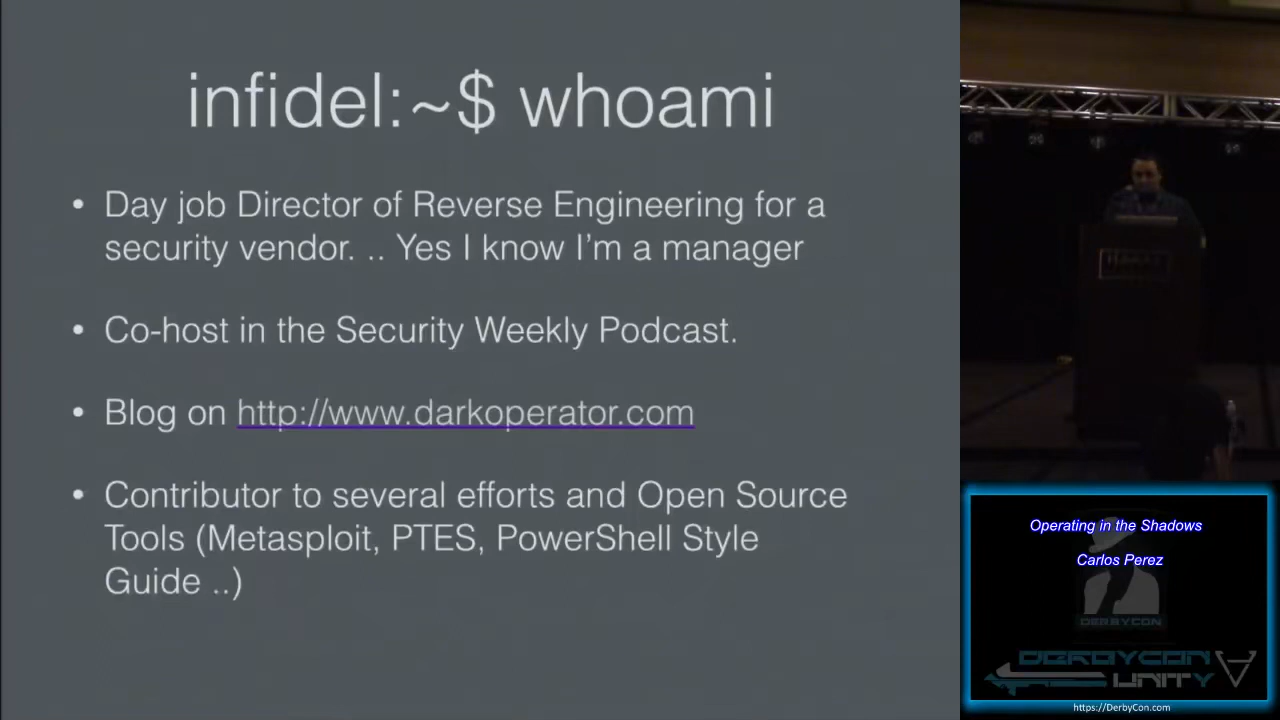 infidel:~$ whoami
• Day job Director of Reverse Engineering for a
security vendor. .. Yes I know I'm a manager
• Co-host in the Security Weekly Podcast.
• Blog on http://www.darkoperator.com
• Contributor to several efforts and Open Source
Tools (Metasploit, PTES, PowerShell Style
Guide ..)
Operating in the Shadows
Carlos Perez
DERBYCON
DERBYCON
UNITY
https://DerbyCon.com